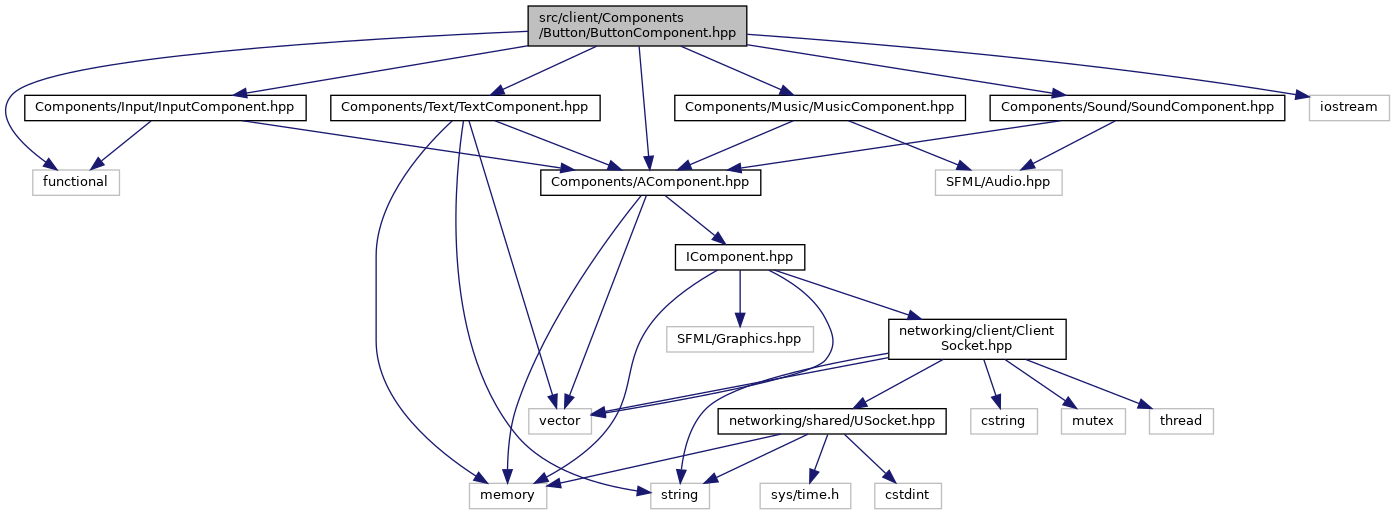 src/client/Components
/Button/ButtonComponent.hpp
Components/Input/InputComponent.hpp
Components/Text/TextComponent.hpp
Components/Music/MusicComponent.hpp
Components/Sound/SoundComponent.hpp
iostream
functional
Components/AComponent.hpp
SFML/Audio.hpp
IComponent.hpp
SFML/Graphics.hpp
networking/client/Client
Socket.hpp
vector
networking/shared/USocket.hpp
cstring
mutex
thread
memory
string
sys/time.h
cstdint